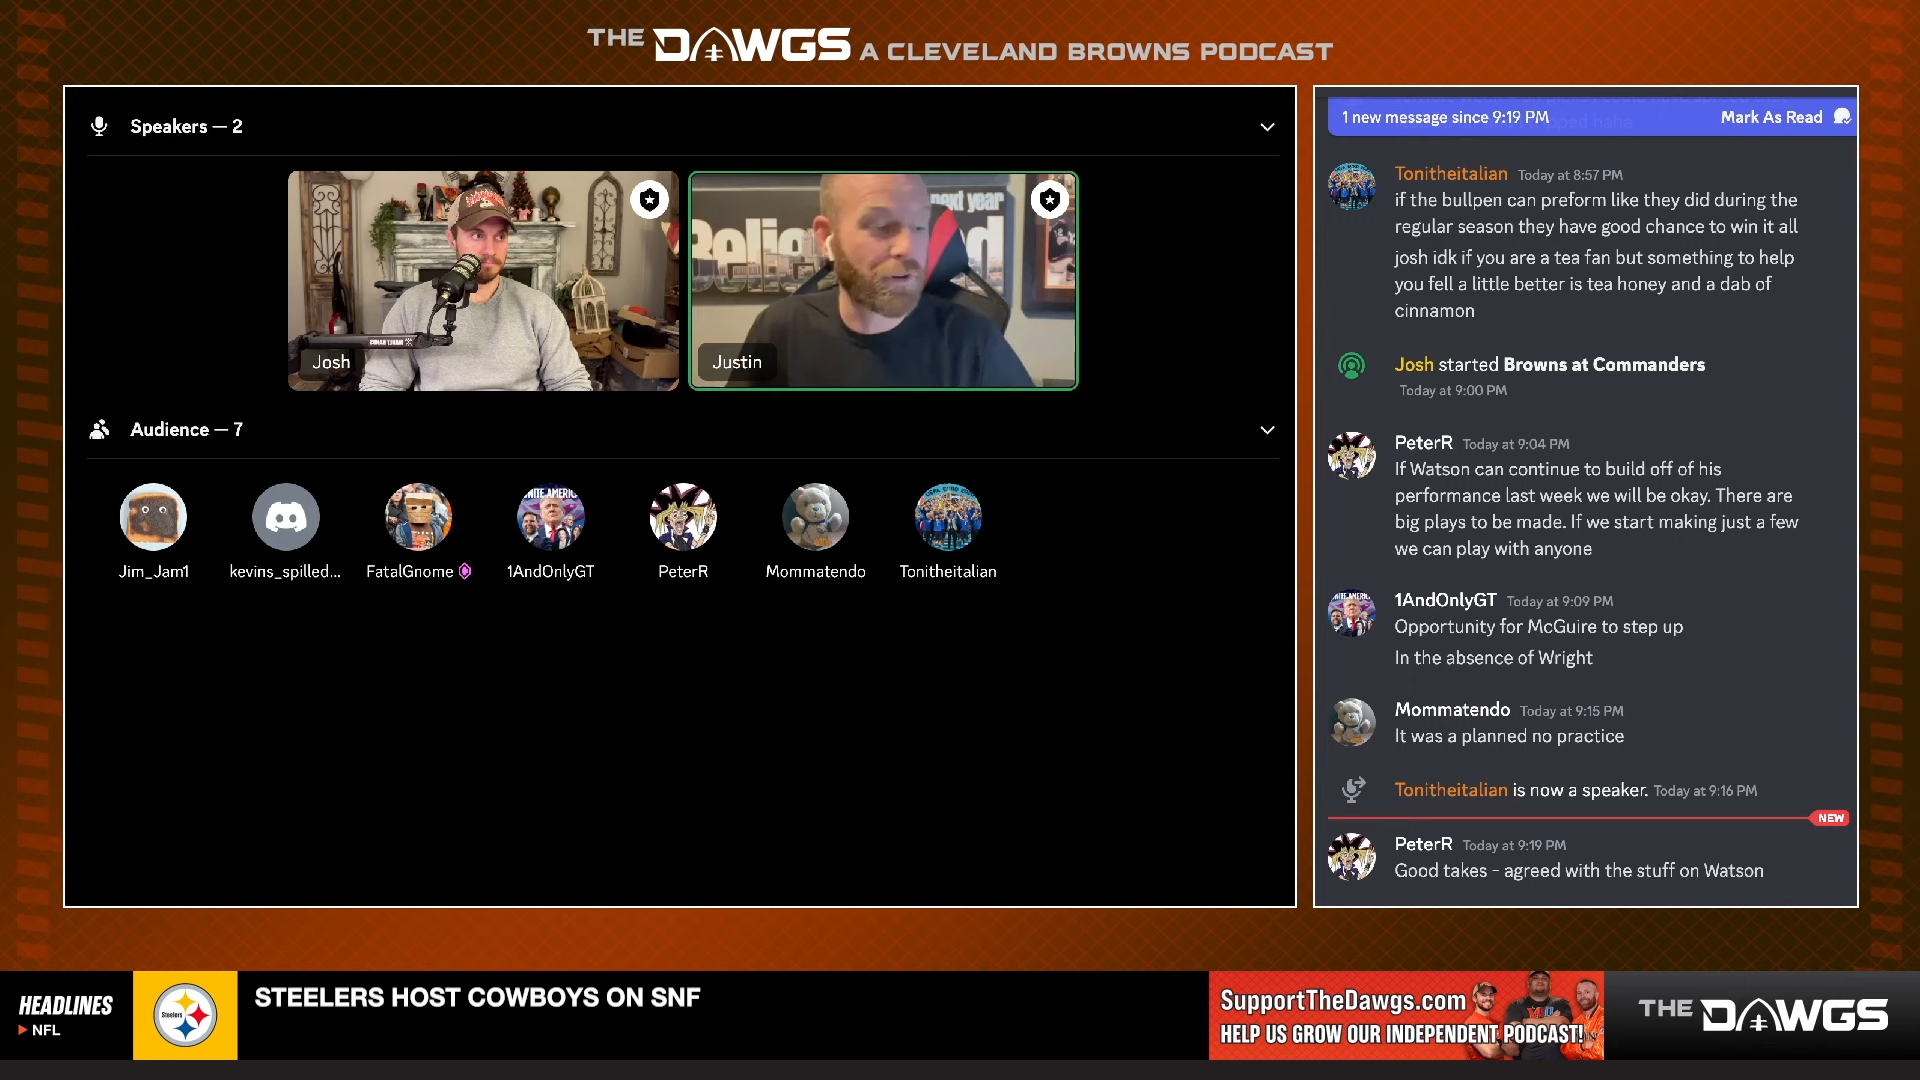 THE DAWGS A CLEVELAND BROWNS PODCAST
Speakers — 2
next year
Josh
Justin
Audience — 7
Jim_Jam1
kevins_spilled...
FatalGnome
1AndOnlyGT
PeterR
Mommatendo
Tonitheitalian
1 new message since 9:19 PM
Mark As Read
Tonitheitalian Today at 8:57 PM
if the bullpen can preform like they did during the
regular season they have good chance to win it all
josh idk if you are a tea fan but something to help
you fell a little better is tea honey and a dab of
cinnamon
Josh started Browns at Commanders
Today at 9:00 PM
PeterR Today at 9:04 PM
If Watson can continue to build off of his
performance last week we will be okay. There are
big plays to be made. If we start making just a few
we can play with anyone
1AndOnlyGT Today at 9:09 PM
Opportunity for McGuire to step up
In the absence of Wright
Mommatendo Today at 9:15 PM
It was a planned no practice
Tonitheitalian is now a speaker. Today at 9:16 PM
NEW
PeterR Today at 9:19 PM
Good takes - agreed with the stuff on Watson
HEADLINES
NFL
Steelers
STEELERS HOST COWBOYS ON SNF
SupportTheDawgs.com
HELP US GROW OUR INDEPENDENT PODCAST!
THE DAWGS